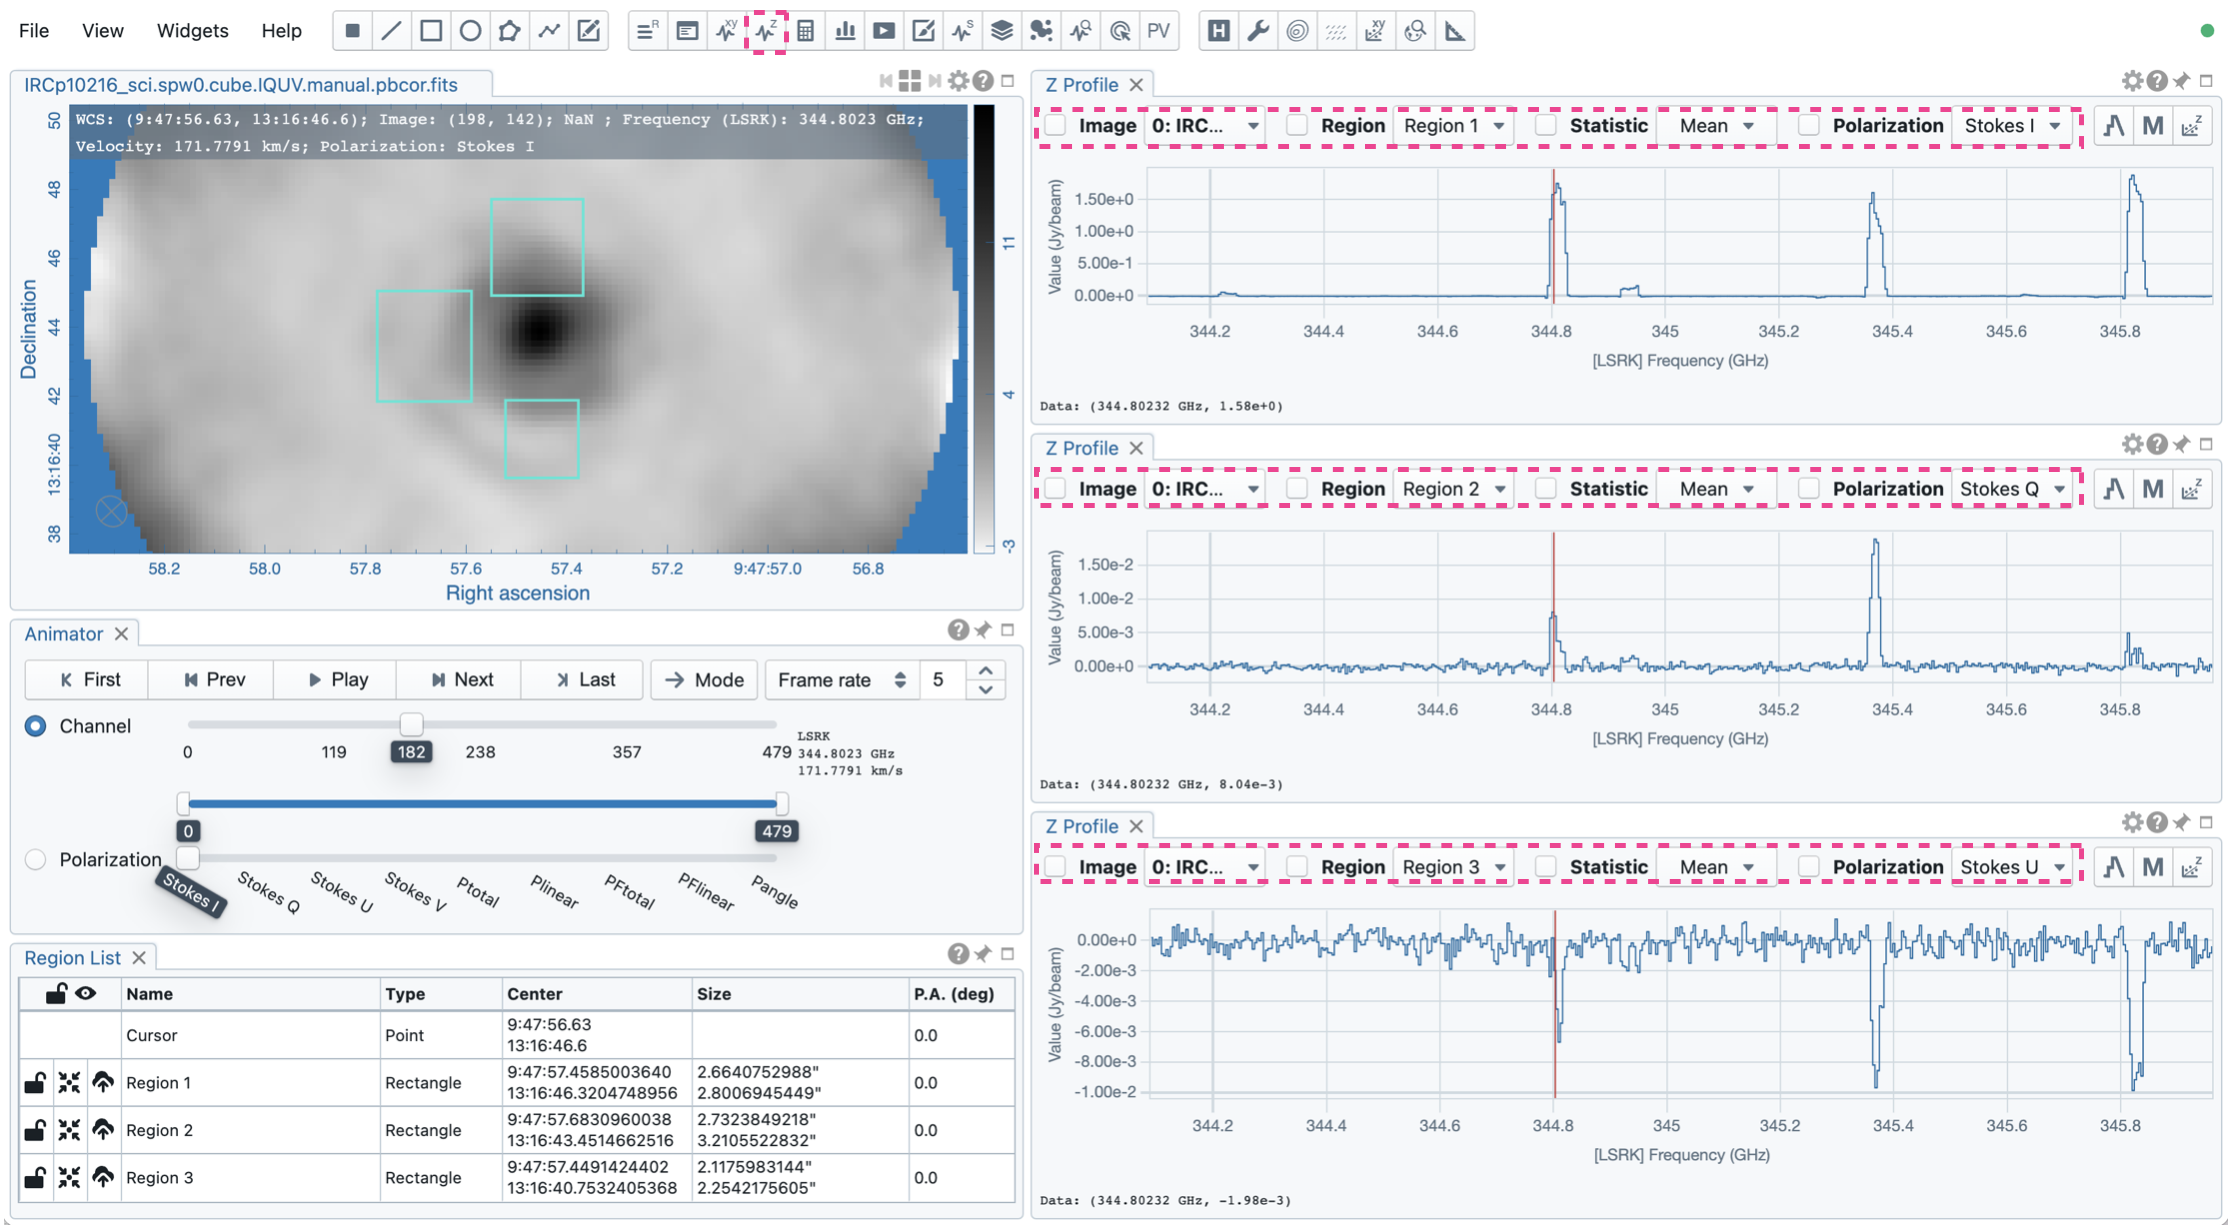 File View Widgets Help
R XY Z S PV H XY
IRCp10216_sci.spw0.cube.IQUV.manual.pbcor.fits
WCS: (9:47:56.63, 13:16:46.6); Image: (198, 142); NaN ; Frequency (LSRK): 344.8023 GHz;
Velocity: 171.7791 km/s; Polarization: Stokes I
50
48
46
44
42
13:16:40
38
Declination
11
4
-3
58.2 58.0 57.8 57.6 57.4 57.2 9:47:57.0 56.8
Right ascension
Animator
First Prev Play Next Last Mode Frame rate 5
Channel
0 119 182 238 357 479
LSRK
344.8023 GHz
171.7791 km/s
0 479
Polarization
Stokes I Stokes Q Stokes U Stokes V Ptotal Plinear PFtotal PFlinear Pangle
Region List
Name Type Center Size P.A. (deg)
Cursor Point 9:47:56.63 13:16:46.6 0.0
Region 1 Rectangle 9:47:57.4585003640 13:16:46.3204748956 2.6640752988" 2.8006945449" 0.0
Region 2 Rectangle 9:47:57.6830960038 13:16:43.4514662516 2.7323849218" 3.2105522832" 0.0
Region 3 Rectangle 9:47:57.4491424402 13:16:40.7532405368 2.1175983144" 2.2542175605" 0.0
Z Profile
Image 0: IRC... Region Region 1 Statistic Mean Polarization Stokes I M Z
Value (Jy/beam)
1.50e+0
1.00e+0
5.00e-1
0.00e+0
344.2 344.4 344.6 344.8 345 345.2 345.4 345.6 345.8
[LSRK] Frequency (GHz)
Data: (344.80232 GHz, 1.58e+0)
Z Profile
Image 0: IRC... Region Region 2 Statistic Mean Polarization Stokes Q M Z
Value (Jy/beam)
1.50e-2
1.00e-2
5.00e-3
0.00e+0
344.2 344.4 344.6 344.8 345 345.2 345.4 345.6 345.8
[LSRK] Frequency (GHz)
Data: (344.80232 GHz, 8.04e-3)
Z Profile
Image 0: IRC... Region Region 3 Statistic Mean Polarization Stokes U M Z
Value (Jy/beam)
0.00e+0
-2.00e-3
-4.00e-3
-6.00e-3
-8.00e-3
-1.00e-2
344.2 344.4 344.6 344.8 345 345.2 345.4 345.6 345.8
[LSRK] Frequency (GHz)
Data: (344.80232 GHz, -1.98e-3)